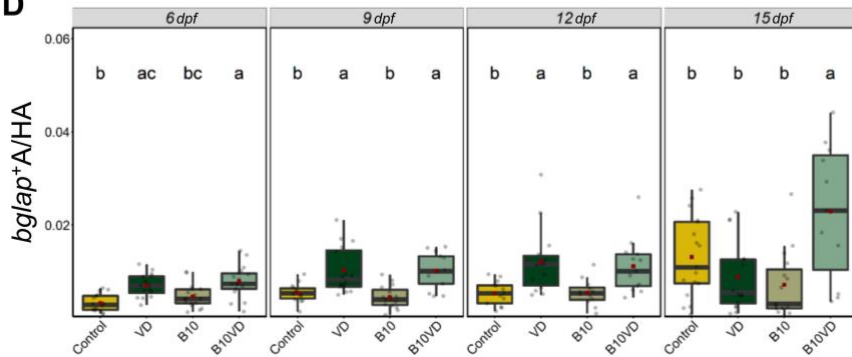 D
6 dpf 9 dpf 12 dpf 15 dpf
0.06
b ac bc a b a b a b a b a b b b a
0.04
0.02
bglap+A/HA
Control VD B10 B10VD Control VD B10 B10VD Control VD B10 B10VD Control VD B10 B10VD